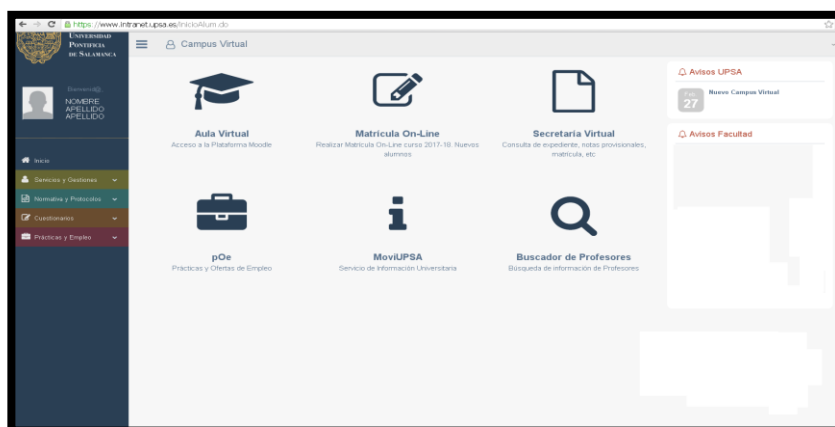 https://www.intranet.upsa.es/InicioAlum.do
UNIVERSIDAD
PONTIFICIA
DE SALAMANCA
Campus Virtual
Bienvenid@,
NOMBRE
APELLIDO
APELLIDO
Inicio
Servicios y Gestiones
Normativa y Protocolos
Cuestionarios
Prácticas y Empleo
Aula Virtual
Acceso a la Plataforma Moodle
Matrícula On-Line
Realizar Matrícula On-Line curso 2017-18. Nuevos
alumnos
Secretaría Virtual
Consulta de expediente, notas provisionales,
matrícula, etc
pOe
Prácticas y Ofertas de Empleo
MoviUPSA
Servicio de Información Universitaria
Buscador de Profesores
Búsqueda de información de Profesores
Avisos UPSA
Feb
27
Nuevo Campus Virtual
Avisos Facultad